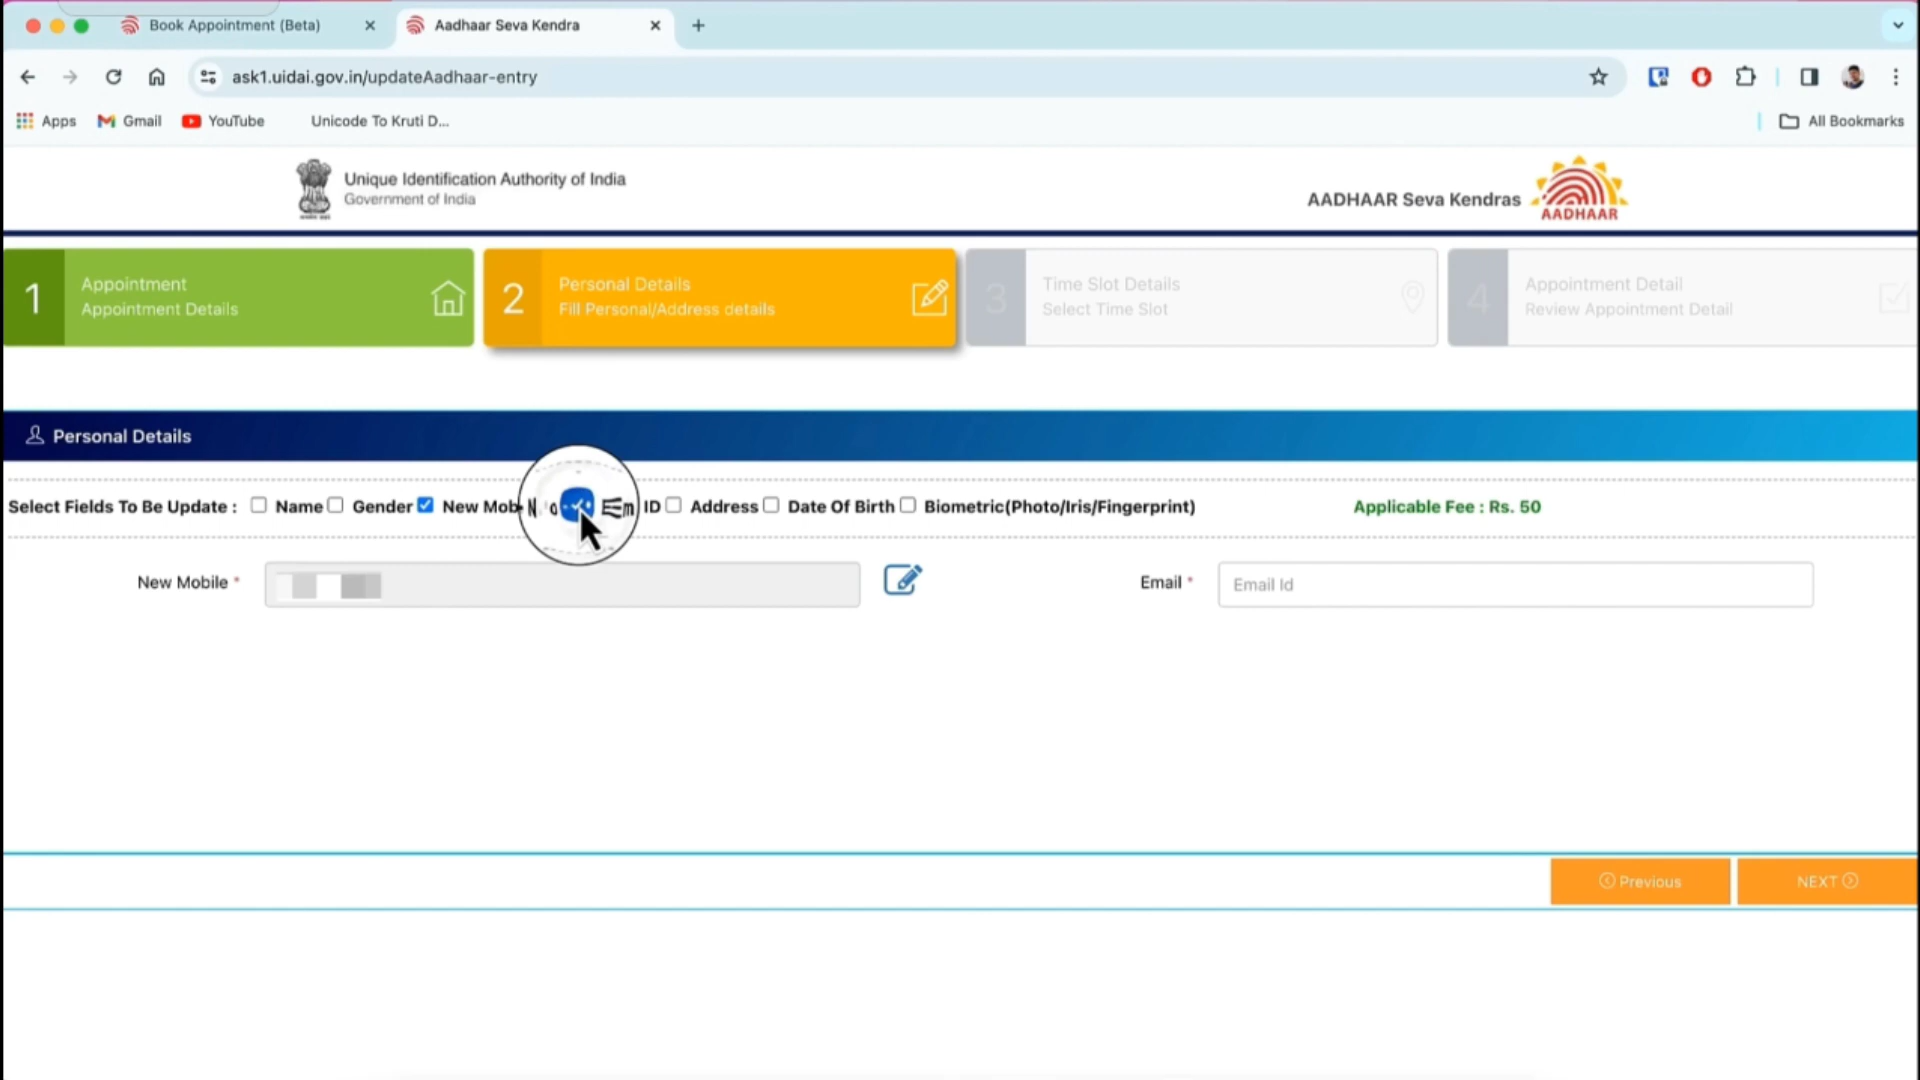 Book Appointment (Beta)
Aadhaar Seva Kendra
ask1.uidai.gov.in/updateAadhaar-entry
Apps
Gmail
YouTube
Unicode To Kruti D...
All Bookmarks
Unique Identification Authority of India
Government of India
AADHAAR Seva Kendras
AADHAAR
1
Appointment
Appointment Details
2
Personal Details
Fill Personal/Address details
3
Time Slot Details
Select Time Slot
4
Appointment Detail
Review Appointment Detail
Personal Details
Select Fields To Be Update : Name Gender New Mob ID Address Date Of Birth Biometric(Photo/Iris/Fingerprint) Applicable Fee : Rs. 50
New Mobile *
Email * Email Id
Previous
NEXT